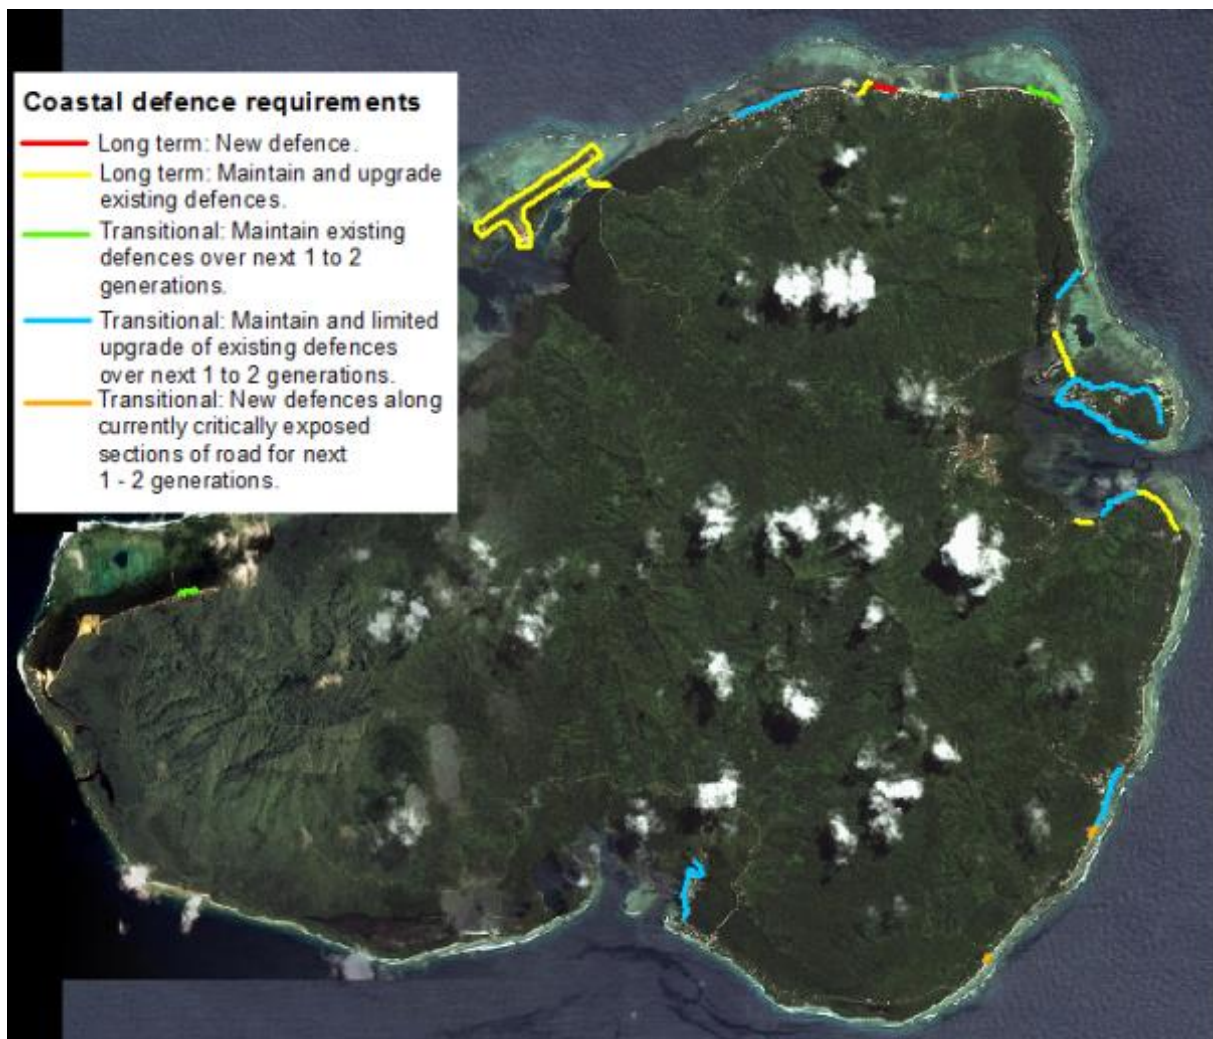 Coastal defence requirements
Long term: New defence.
Long term: Maintain and upgrade
existing defences.
Transitional: Maintain existing
defences over next 1 to 2
generations.
Transitional: Maintain and limited
upgrade of existing defences
over next 1 to 2 generations.
Transitional: New defences along
currently critically exposed
sections of road for next
1 - 2 generations.